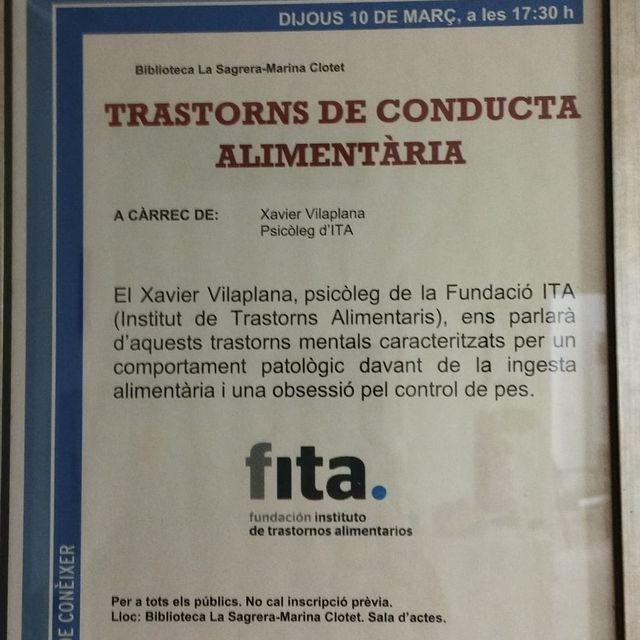 DIJOUS 10 DE MARÇ, a les 17:30 h
Biblioteca La Sagrera-Marina Clotet
TRASTORNS DE CONDUCTA
ALIMENTÀRIA
A CÀRREC DE: Xavier Vilaplana
Psicòleg d'ITA
El Xavier Vilaplana, psicòleg de la Fundació ITA
(Institut de Trastorns Alimentaris), ens parlarà
d'aquests trastorns mentals caracteritzats per un
comportament patològic davant de la ingesta
alimentària i una obsessió pel control de pes.
fita.
fundación instituto
de trastornos alimentarios
Per a tots els públics. No cal inscripció prèvia.
Lloc: Biblioteca La Sagrera-Marina Clotet. Sala d'actes.
DE CONÈIXER